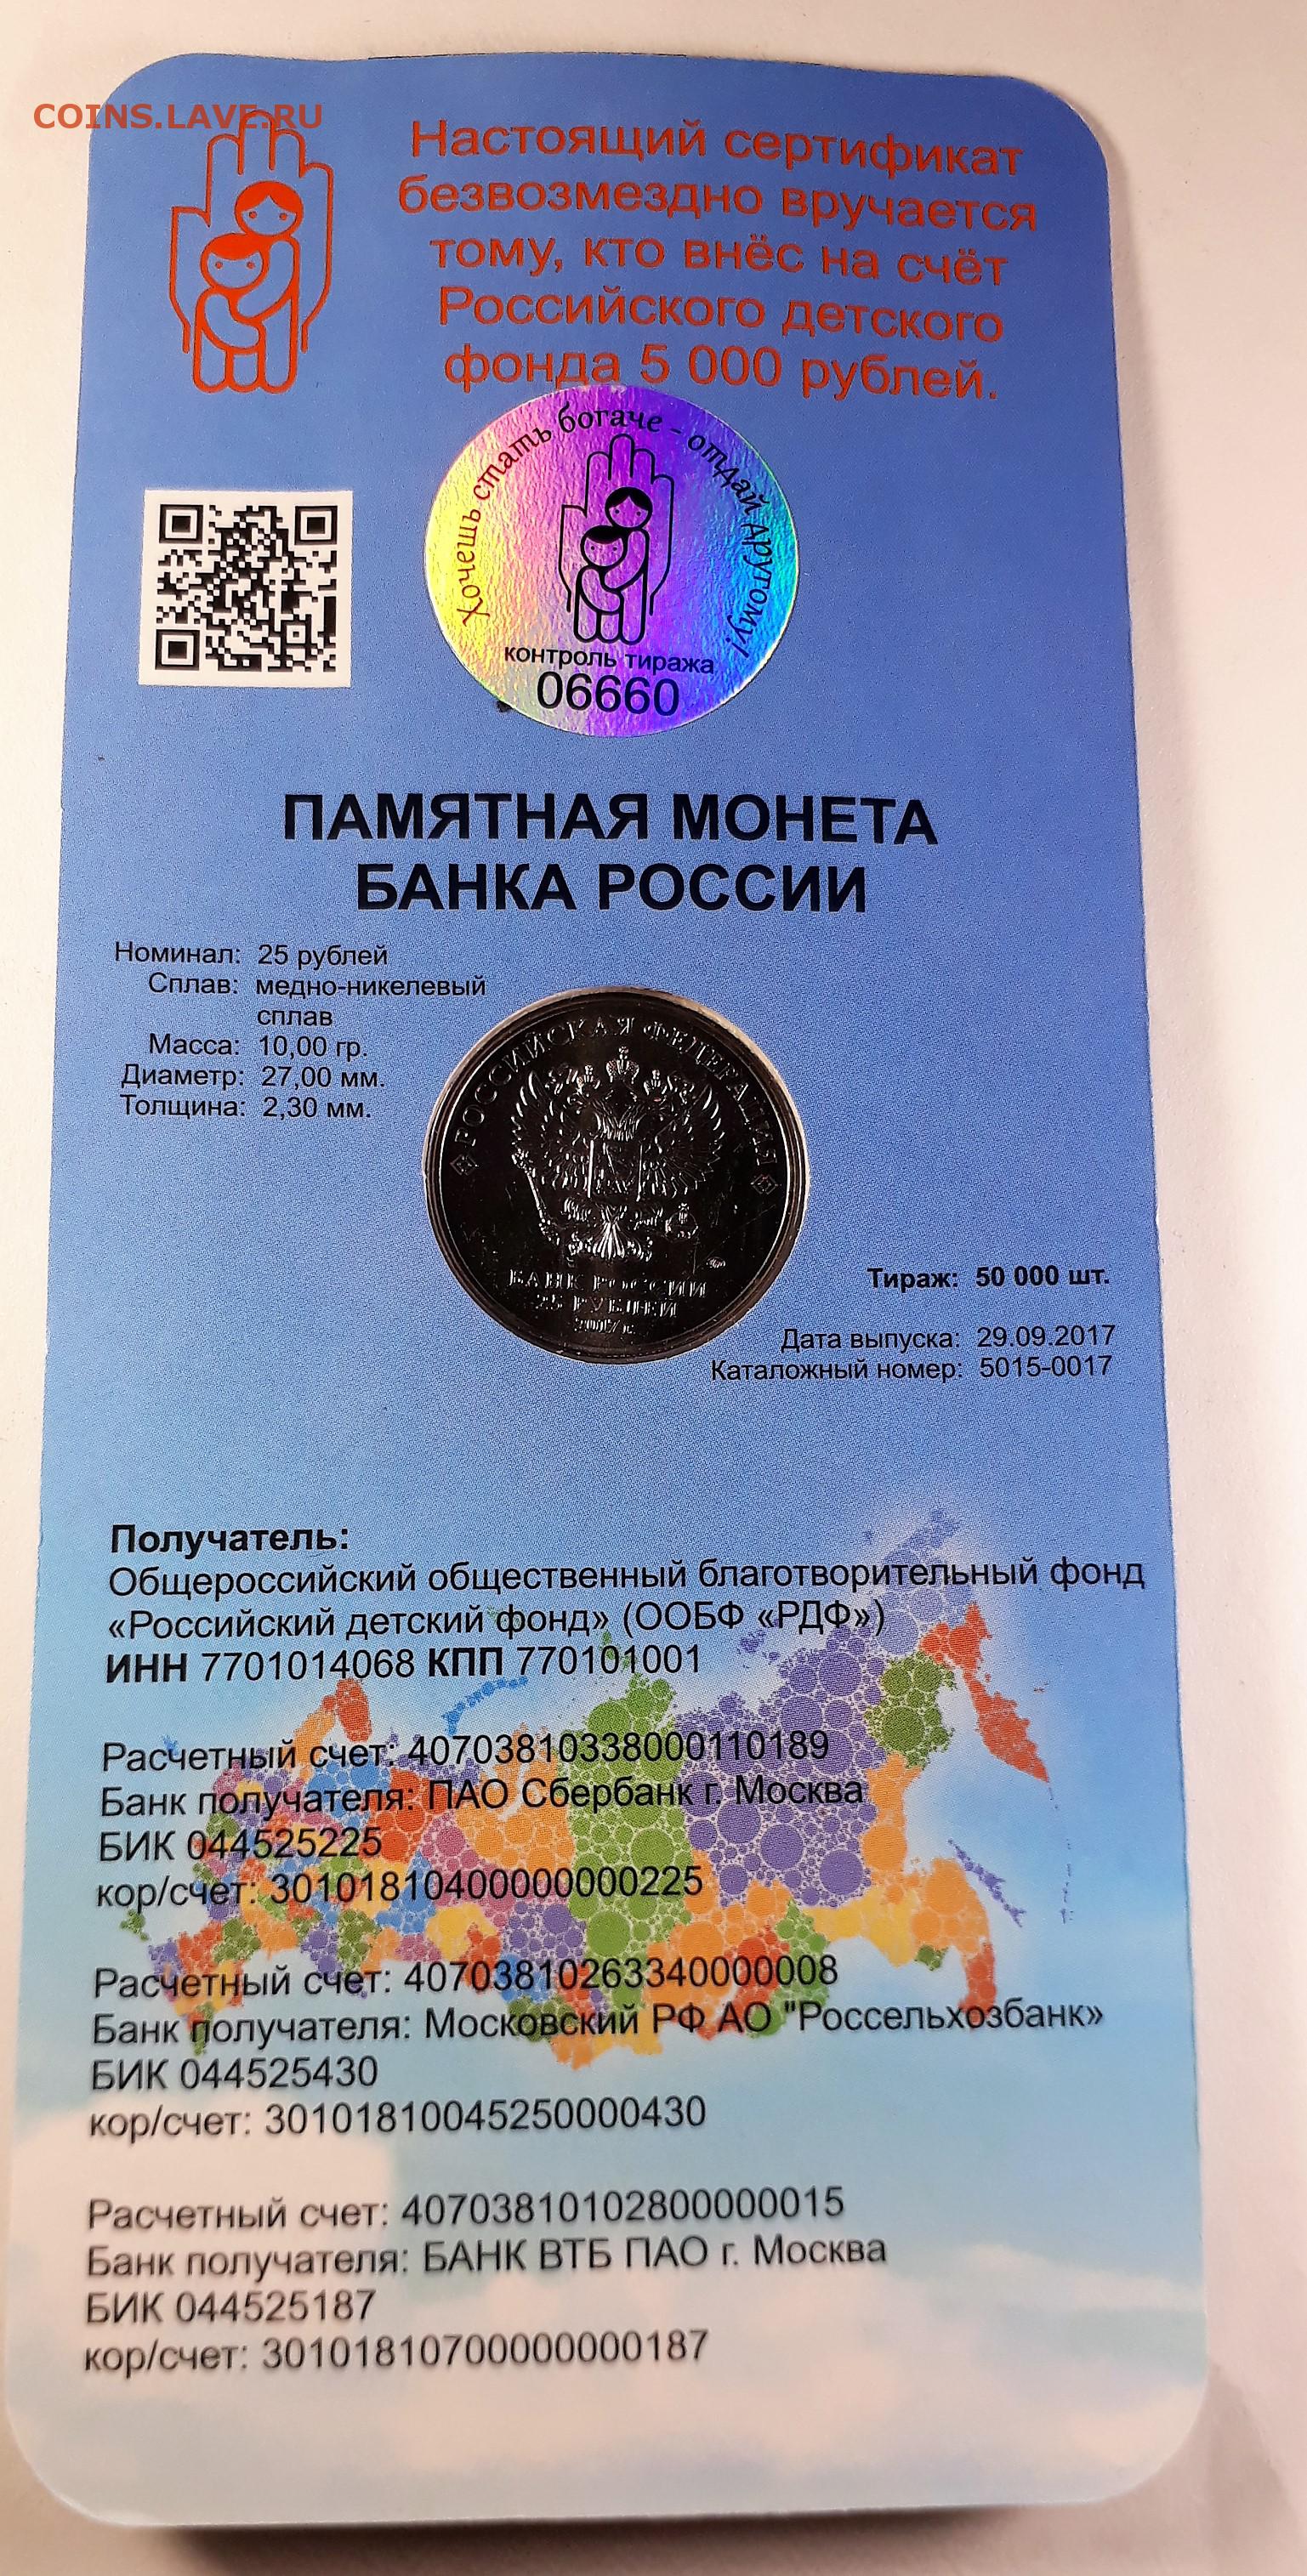 COINS.LAVE.RU
Настоящий сертификат
безвозмездно вручается
тому, кто внёс на счёт
Российского детского
фонда 5 000 рублей.
Хочешь стать богаче - отдай другому!
контроль тиража
06660
ПАМЯТНАЯ МОНЕТА
БАНКА РОССИИ
Номинал: 25 рублей
Сплав: медно-никелевый
сплав
Масса: 10,00 гр.
Диаметр: 27,00 мм.
Толщина: 2,30 мм.
РОССИЙСКАЯ ФЕДЕРАЦИЯ
БАНК РОССИИ
25 РУБЛЕЙ
2017 г.
Тираж: 50 000 шт.
Дата выпуска: 29.09.2017
Каталожный номер: 5015-0017
Получатель:
Общероссийский общественный благотворительный фонд
«Российский детский фонд» (ООБФ «РДФ»)
ИНН 7701014068 КПП 770101001
Расчетный счет: 40703810338000110189
Банк получателя: ПАО Сбербанк г. Москва
БИК 044525225
кор/счет: 30101810400000000225
Расчетный счет: 40703810263340000008
Банк получателя: Московский РФ АО "Россельхозбанк»
БИК 044525430
кор/счет: 30101810045250000430
Расчетный счет: 40703810102800000015
Банк получателя: БАНК ВТБ ПАО г. Москва
БИК 044525187
кор/счет: 30101810700000000187